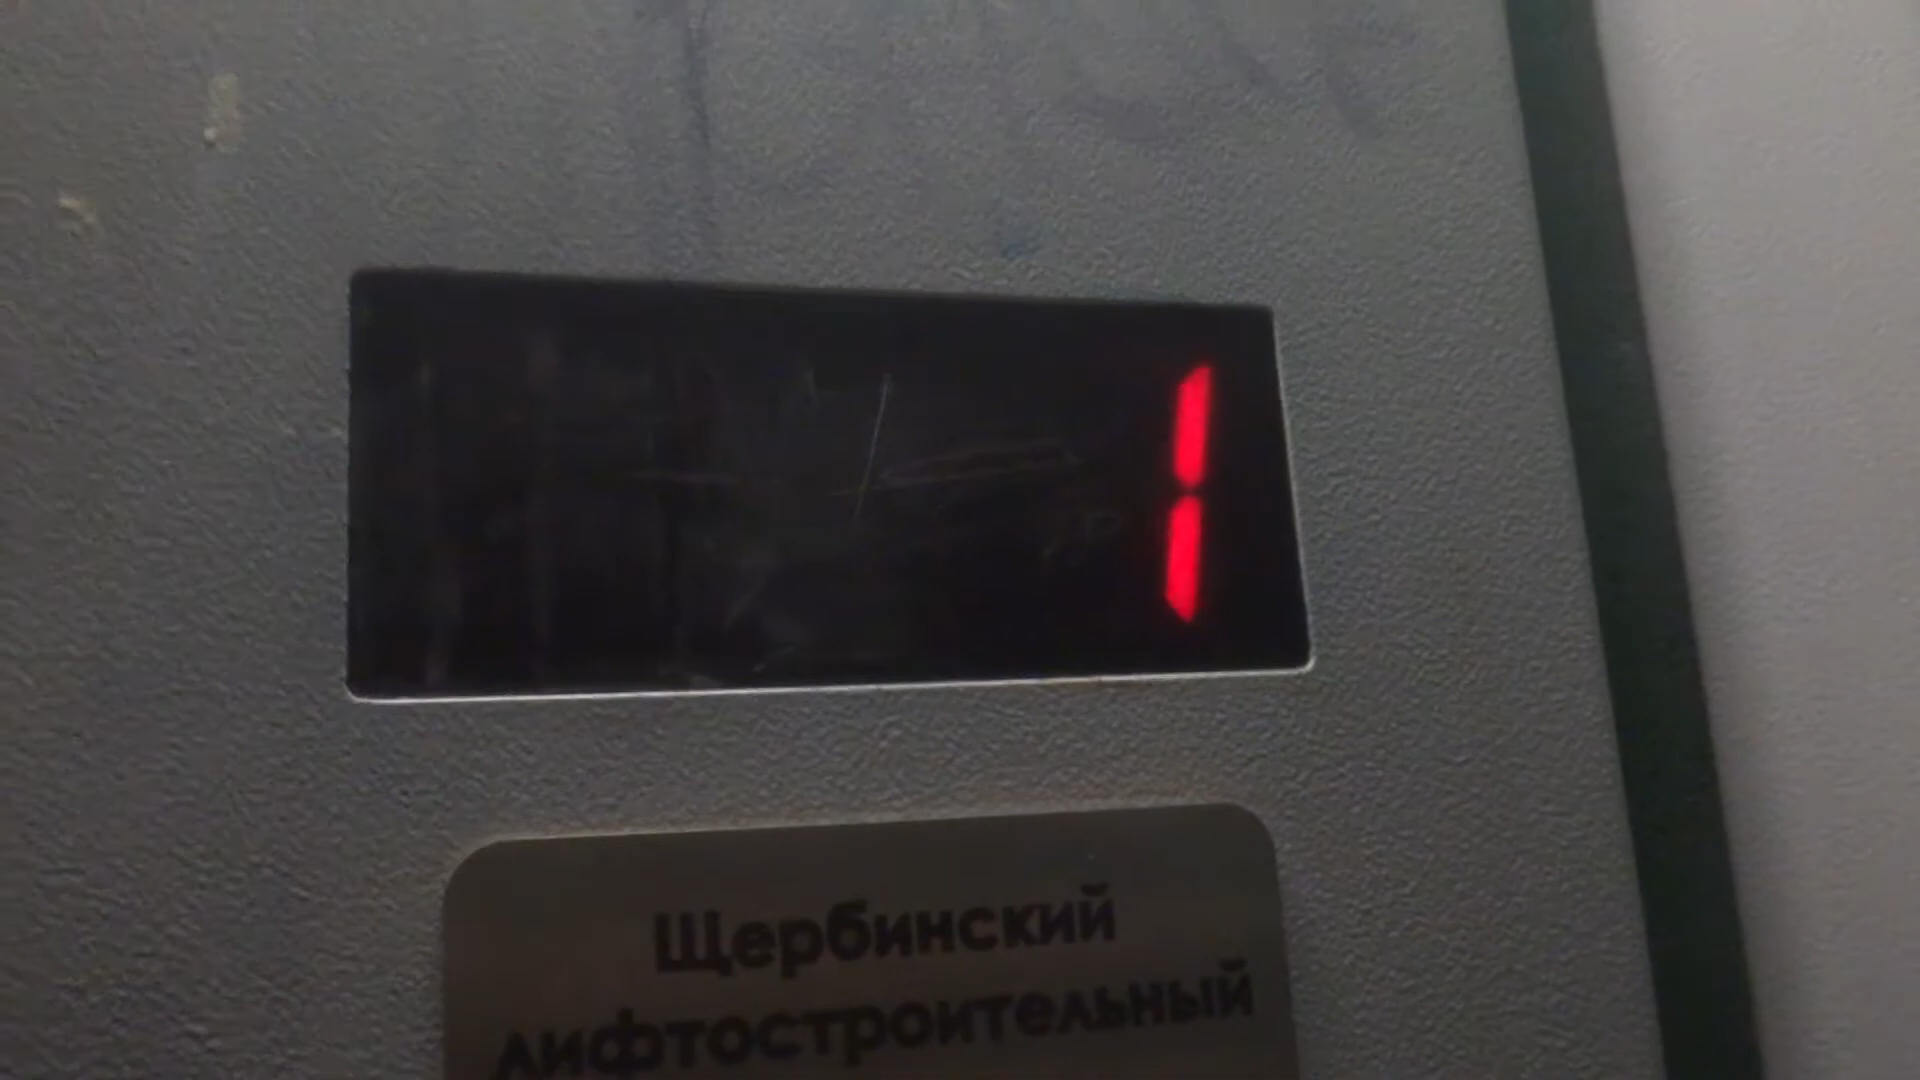 1
Щербинский
лифтостроительный